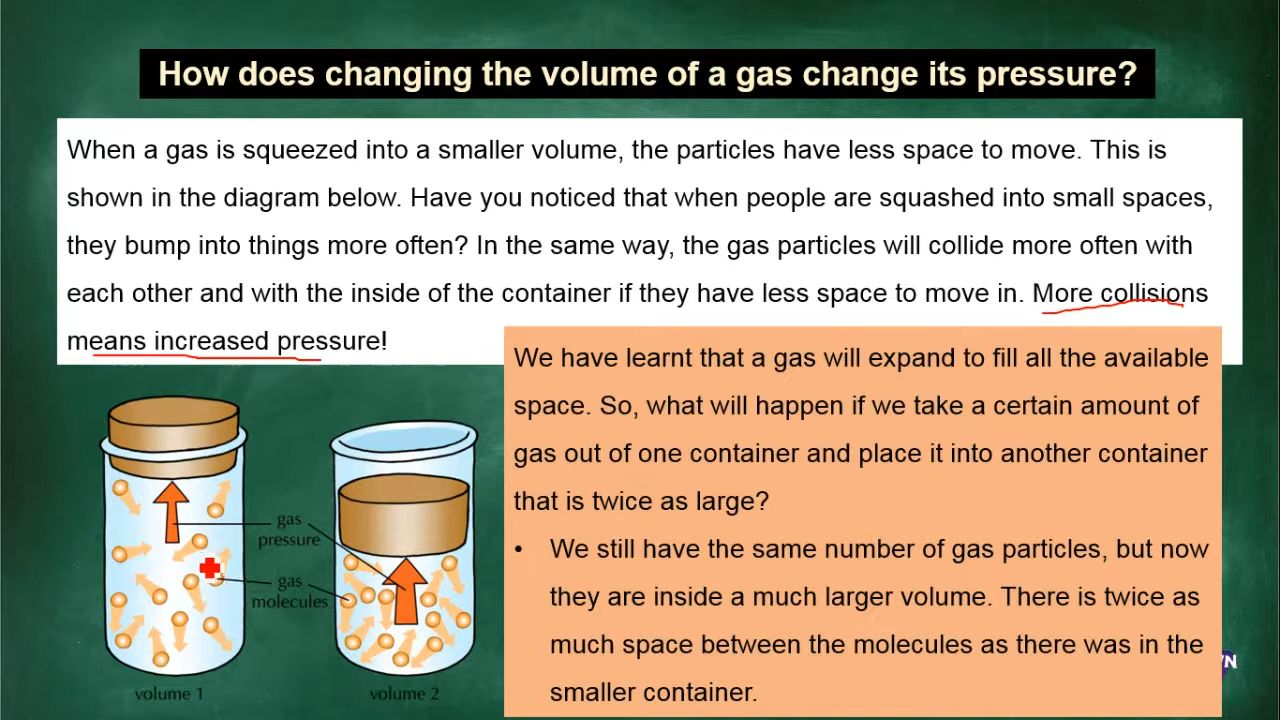 How does changing the volume of a gas change its pressure?
When a gas is squeezed into a smaller volume, the particles have less space to move. This is
shown in the diagram below. Have you noticed that when people are squashed into small spaces,
they bump into things more often? In the same way, the gas particles will collide more often with
each other and with the inside of the container if they have less space to move in. More collisions
means increased pressure!
We have learnt that a gas will expand to fill all the available
space. So, what will happen if we take a certain amount of
gas out of one container and place it into another container
that is twice as large?
• We still have the same number of gas particles, but now
they are inside a much larger volume. There is twice as
much space between the molecules as there was in the
smaller container.
gas
pressure
gas
molecules
volume 1
volume 2